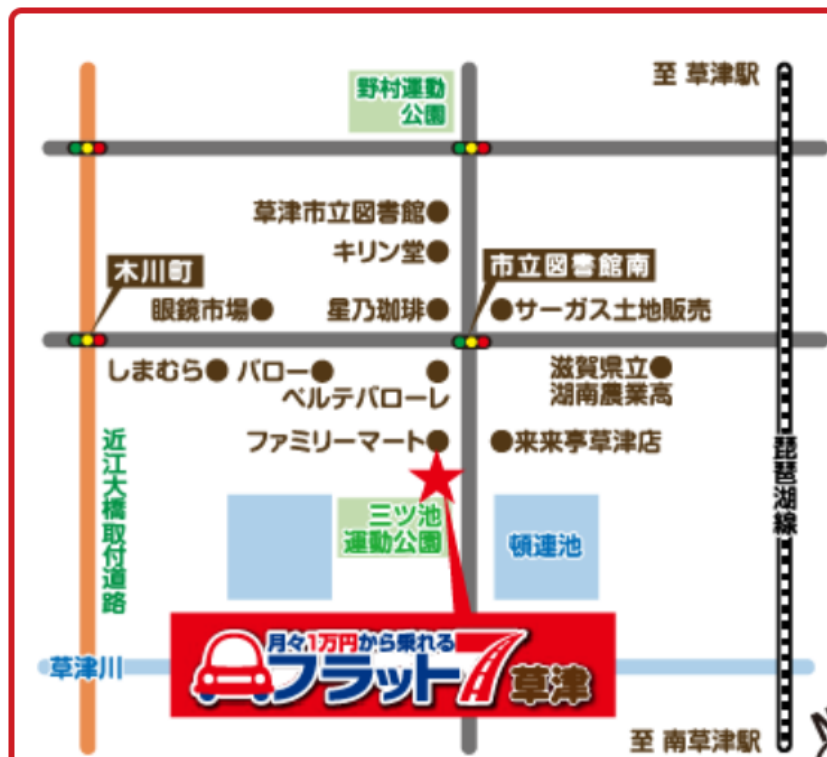 至 草津駅
野村運動
公園
草津市立図書館
キリン堂
市立図書館南
木川町
眼鏡市場
星乃珈琲
サーガス土地販売
しまむら
バロー
ベルテバローレ
滋賀県立
湖南農業高
ファミリーマート
来来亭草津店
近江大橋取付道路
琵琶湖線
三ツ池
運動公園
頓連池
月々1万円から乗れる
フラット7
草津
草津川
至 南草津駅